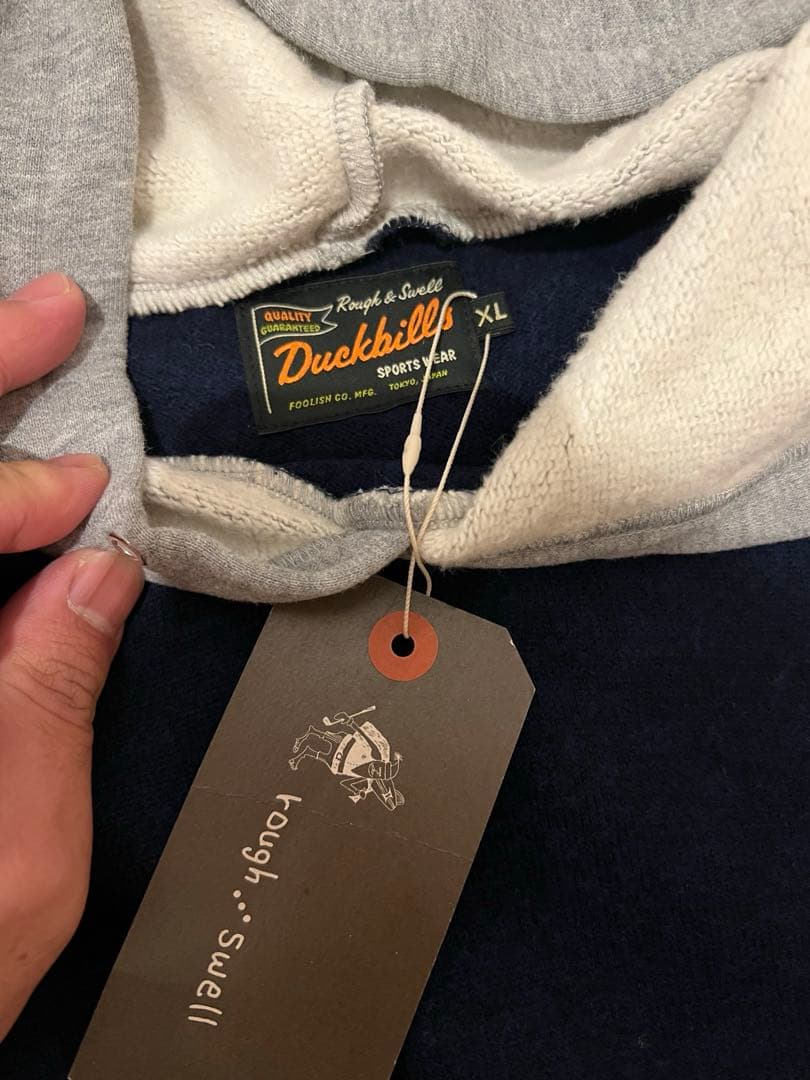 Rough & Swell
QUALITY
GUARANTEED
Duckbills
SPORTS WEAR
FOOLISH CO. MFG. TOKYO, JAPAN
XL
rough..swell